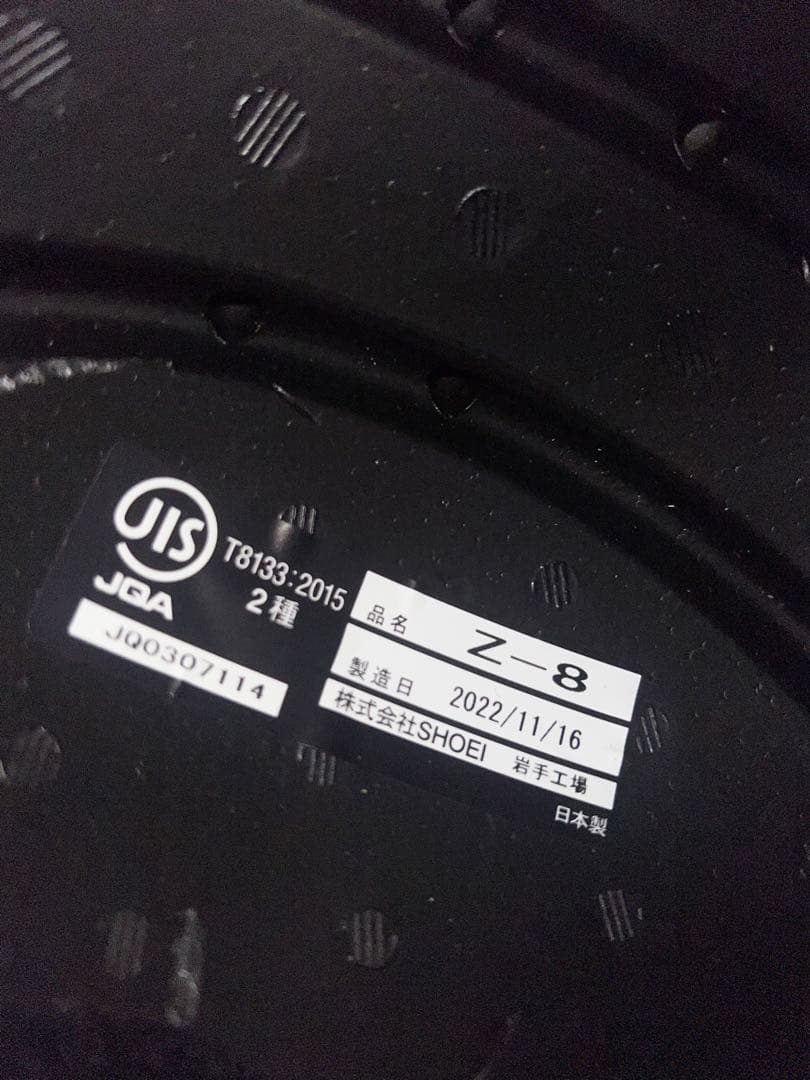 JIS
T8133:2015
JQA
2種
JQ0307114
品名 Z-8
製造日 2022/11/16
株式会社SHOEI 岩手工場
日本製